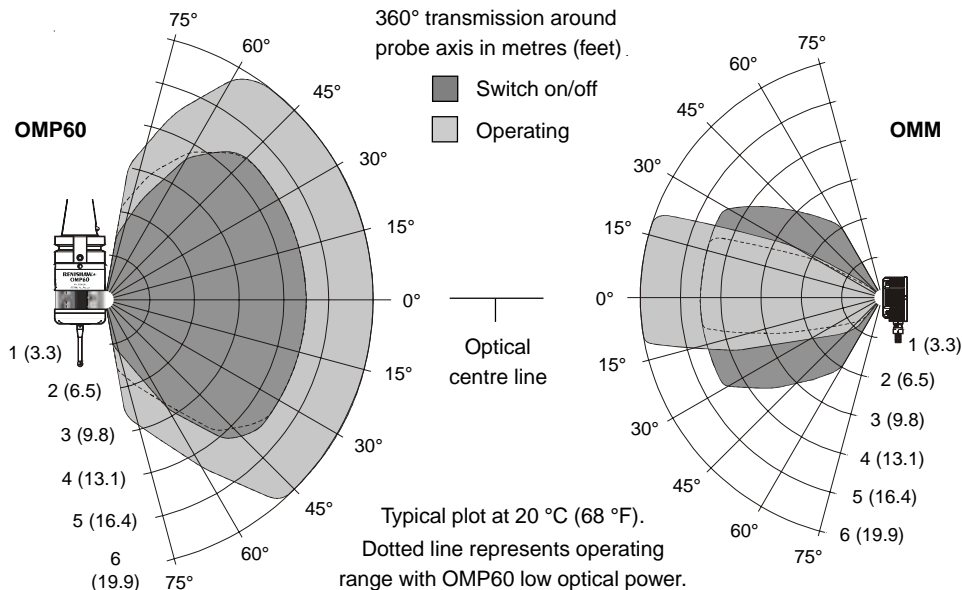 360° transmission around
probe axis in metres (feet)
Switch on/off
Operating
OMP60
75°
60°
45°
30°
15°
0°
15°
30°
45°
60°
75°
RENISHAW
OMP60
1 (3.3)
2 (6.5)
3 (9.8)
4 (13.1)
5 (16.4)
6
(19.9)
Optical
centre line
OMM
75°
60°
45°
30°
15°
0°
15°
30°
45°
60°
75°
1 (3.3)
2 (6.5)
3 (9.8)
4 (13.1)
5 (16.4)
6 (19.9)
Typical plot at 20 °C (68 °F).
Dotted line represents operating
range with OMP60 low optical power.